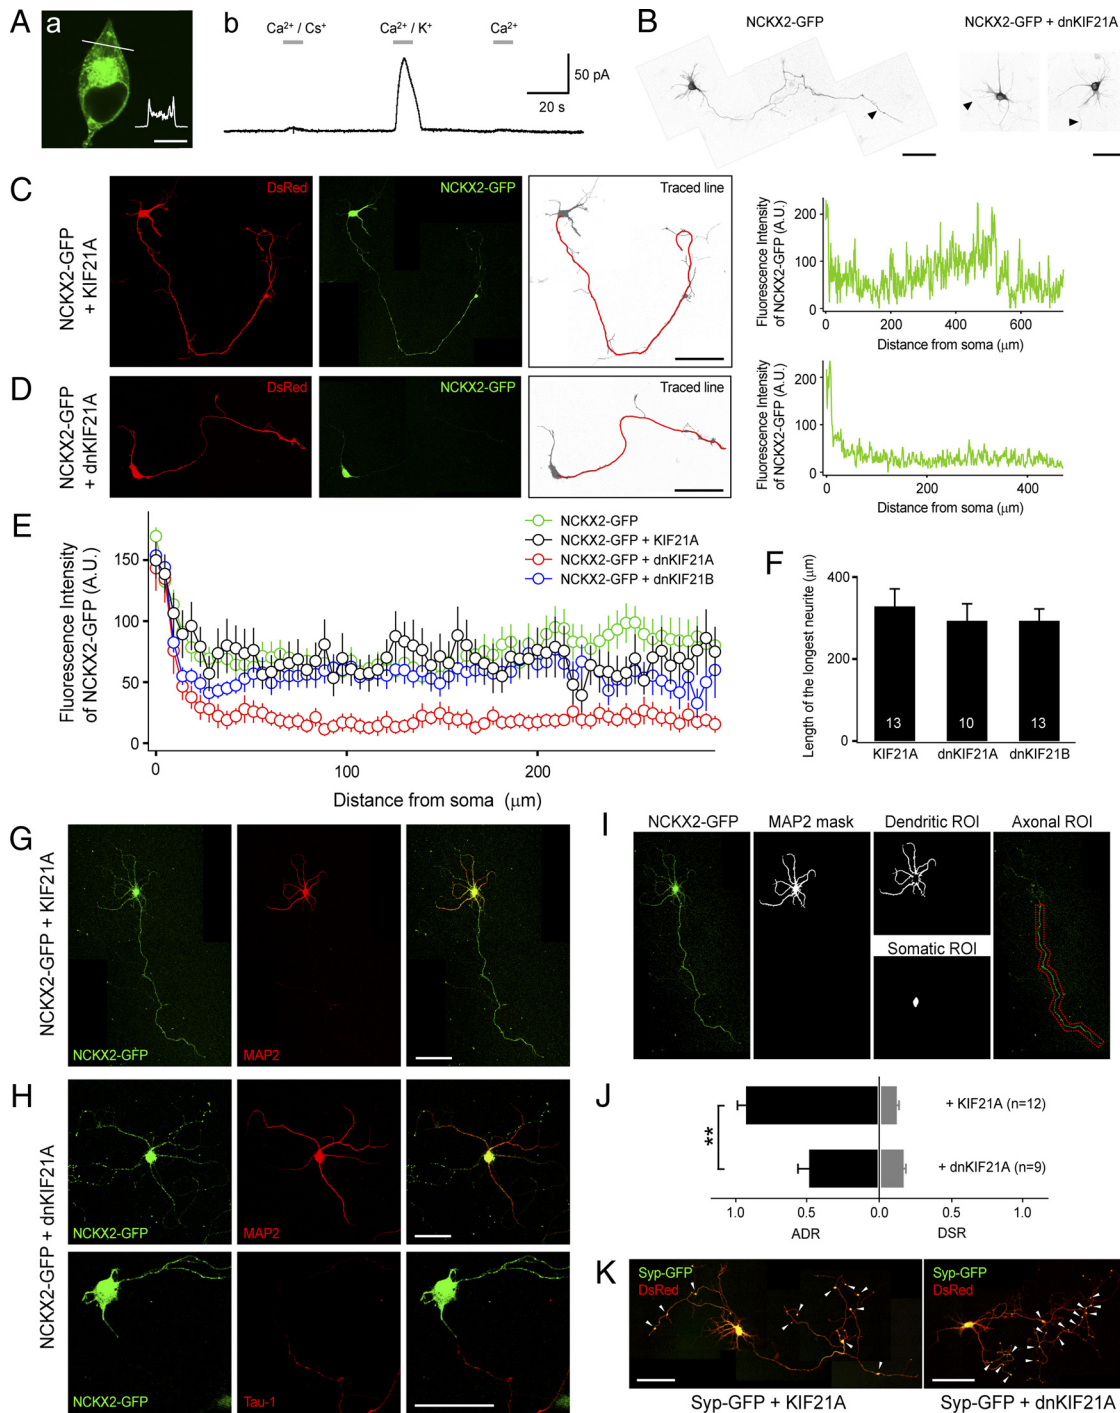 A
a
b
Ca²⁺ / Cs⁺
Ca²⁺ / K⁺
Ca²⁺
50 pA
20 s
B
NCKX2-GFP
NCKX2-GFP + dnKIF21A
C
NCKX2-GFP
+ KIF21A
DsRed
NCKX2-GFP
Traced line
Fluorescence Intensity
of NCKX2-GFP (A.U.)
200
100
0
0
200
400
600
Distance from soma (μm)
D
NCKX2-GFP
+ dnKIF21A
DsRed
NCKX2-GFP
Traced line
Fluorescence Intensity
of NCKX2-GFP (A.U.)
200
100
0
0
200
400
Distance from soma (μm)
E
Fluorescence Intensity
of NCKX2-GFP (A.U.)
150
100
50
0
0
100
200
Distance from soma (μm)
NCKX2-GFP
NCKX2-GFP + KIF21A
NCKX2-GFP + dnKIF21A
NCKX2-GFP + dnKIF21B
F
Length of the longest neurite (μm)
400
200
0
13
10
13
KIF21A
dnKIF21A
dnKIF21B
G
NCKX2-GFP + KIF21A
NCKX2-GFP
MAP2
H
NCKX2-GFP + dnKIF21A
NCKX2-GFP
MAP2
NCKX2-GFP
Tau-1
I
NCKX2-GFP
MAP2 mask
Dendritic ROI
Axonal ROI
Somatic ROI
J
**
+ KIF21A (n=12)
+ dnKIF21A (n=9)
1.0
0.5
0.0
0.5
1.0
ADR
DSR
K
Syp-GFP
DsRed
Syp-GFP
DsRed
Syp-GFP + KIF21A
Syp-GFP + dnKIF21A